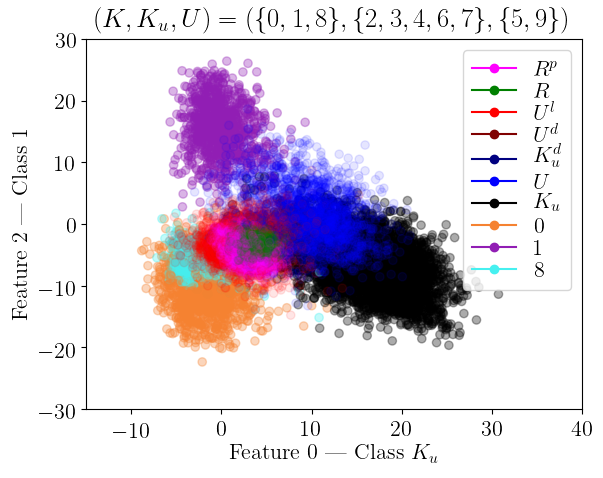 (K, K_u, U) = ({0, 1, 8}, {2, 3, 4, 6, 7}, {5, 9})
30
20
10
0
−10
−20
−30
Feature 2 — Class 1
R^p
R
U^l
U^d
K_u^d
U
K_u
0
1
8
−10
0
10
20
30
40
Feature 0 — Class K_u